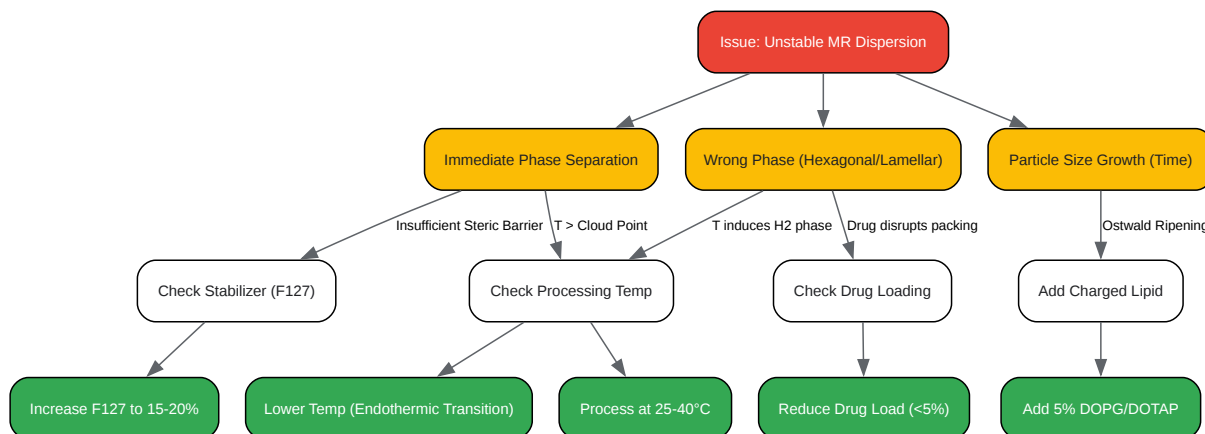 Issue: Unstable MR Dispersion
Immediate Phase Separation
Wrong Phase (Hexagonal/Lamellar)
Particle Size Growth (Time)
Insufficient Steric Barrier
T > Cloud Point
T induces H2 phase
Drug disrupts packing
Ostwald Ripening
Check Stabilizer (F127)
Check Processing Temp
Check Drug Loading
Add Charged Lipid
Increase F127 to 15-20%
Lower Temp (Endothermic Transition)
Process at 25-40°C
Reduce Drug Load (<5%)
Add 5% DOPG/DOTAP